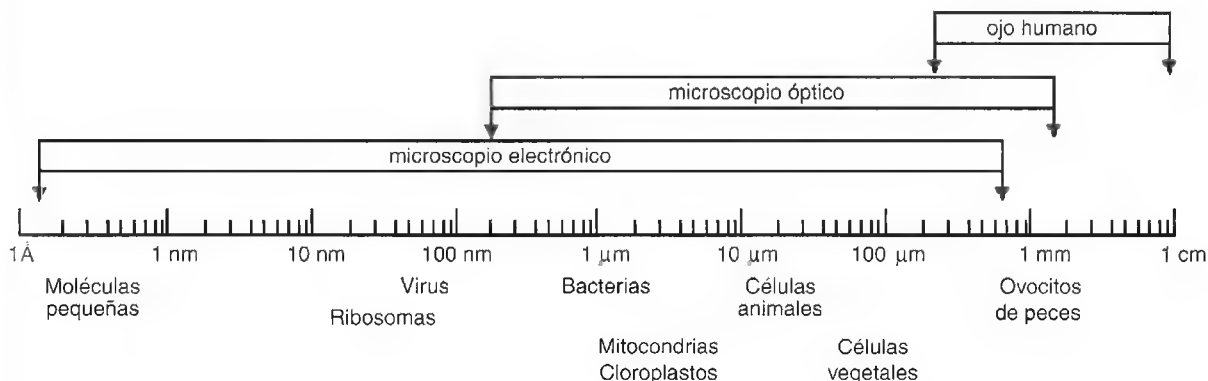 ojo humano
microscopio óptico
microscopio electrónico
1Å 1 nm 10 nm 100 nm 1 μm 10 μm 100 μm 1 mm 1 cm
Moléculas
pequeñas
Ribosomas
Virus
Bacterias
Mitocondrias
Cloroplastos
Células
animales
Células
vegetales
Ovocitos
de peces